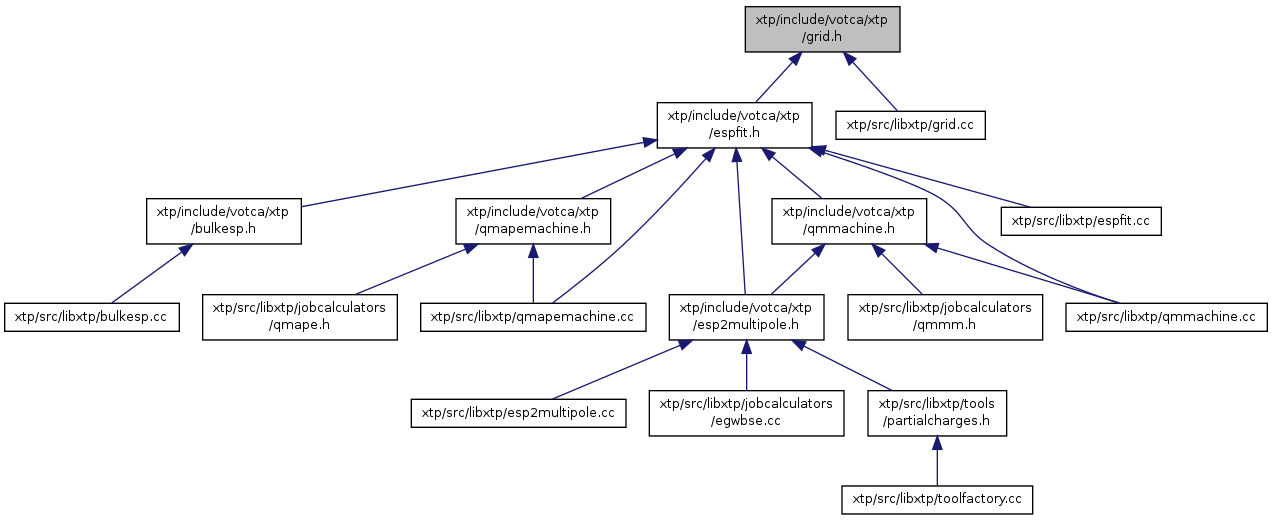 xtp/include/votca/xtp
/grid.h
xtp/include/votca/xtp
/espfit.h
xtp/src/libxtp/grid.cc
xtp/include/votca/xtp
/bulkesp.h
xtp/include/votca/xtp
/qmapemachine.h
xtp/include/votca/xtp
/qmmachine.h
xtp/src/libxtp/espfit.cc
xtp/src/libxtp/bulkesp.cc
xtp/src/libxtp/jobcalculators
/qmape.h
xtp/src/libxtp/qmapemachine.cc
xtp/include/votca/xtp
/esp2multipole.h
xtp/src/libxtp/jobcalculators
/qmmm.h
xtp/src/libxtp/qmmachine.cc
xtp/src/libxtp/esp2multipole.cc
xtp/src/libxtp/jobcalculators
/egwbse.cc
xtp/src/libxtp/tools
/partialcharges.h
xtp/src/libxtp/toolfactory.cc